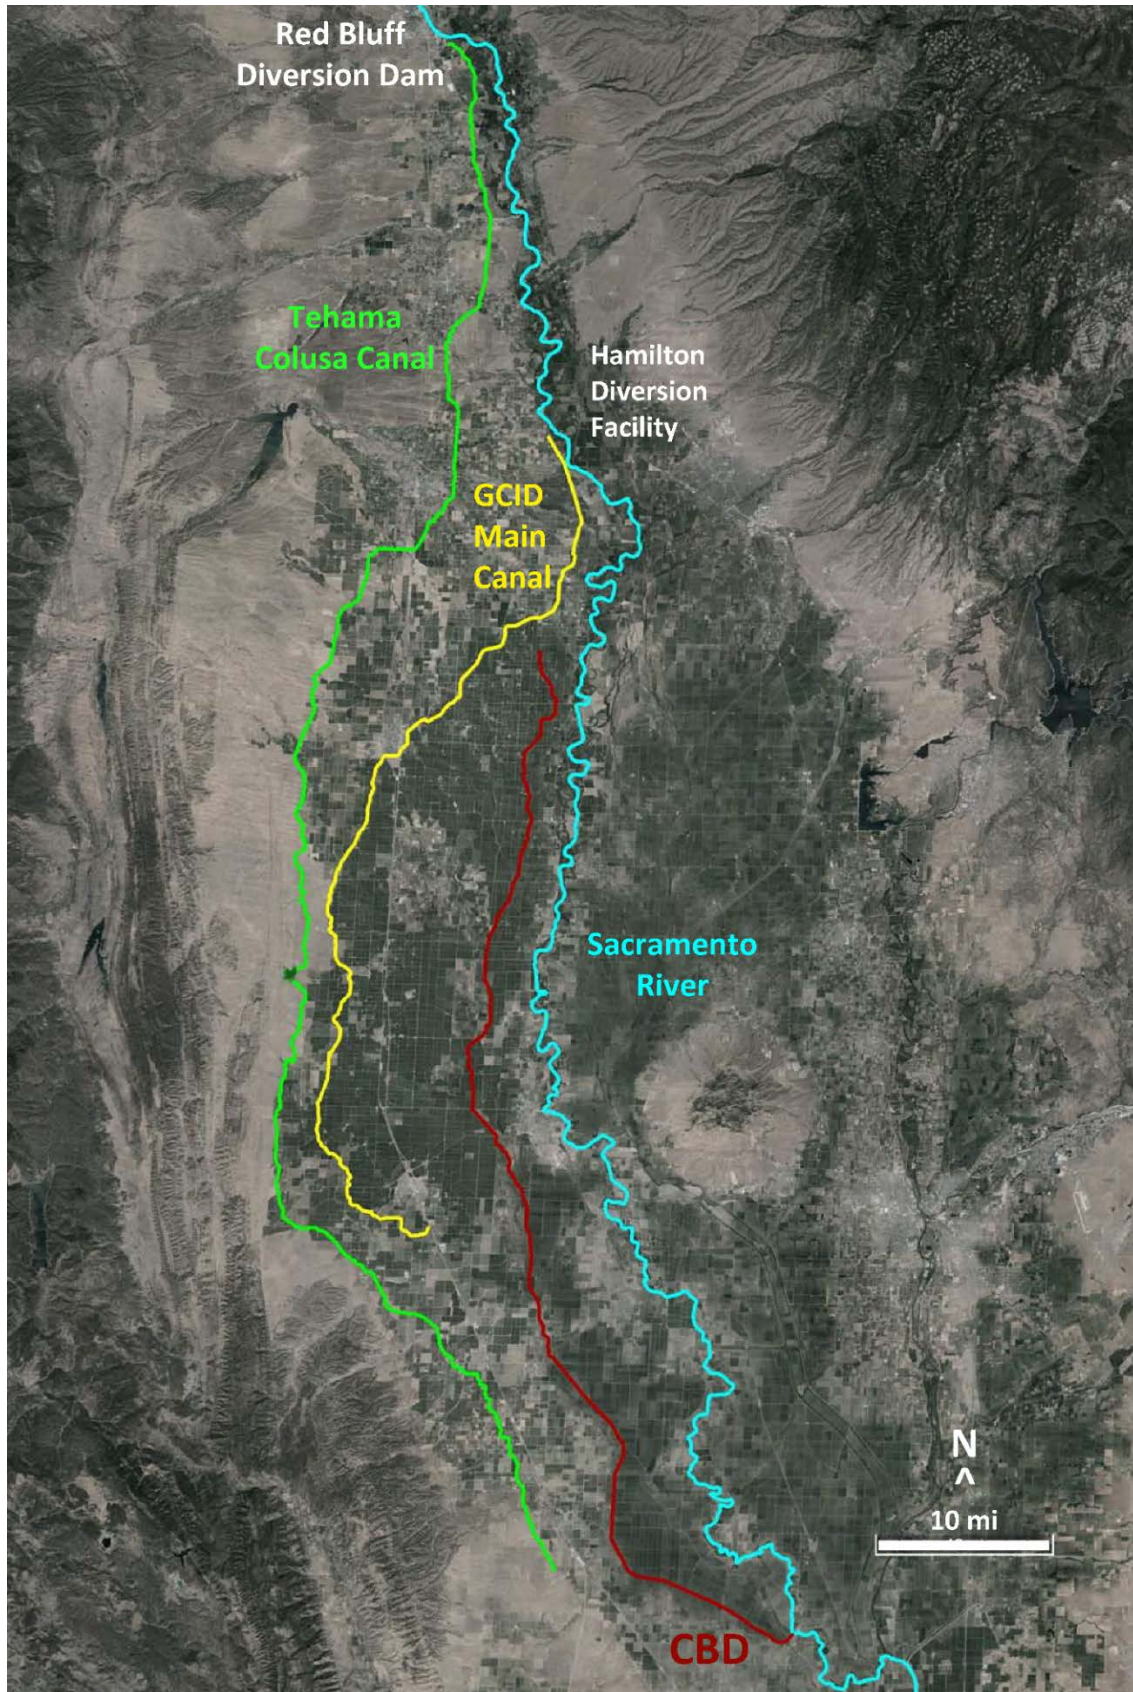 Red Bluff
Diversion Dam
Tehama
Colusa Canal
Hamilton
Diversion
Facility
GCID
Main
Canal
Sacramento
River
N
^
10 mi
CBD